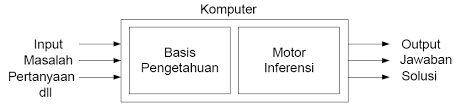 Komputer
Input
Masalah
Pertanyaan
dll
Basis
Pengetahuan
Motor
Inferensi
Output
Jawaban
Solusi